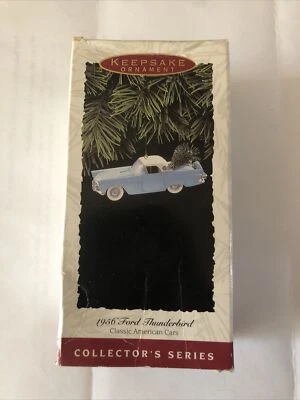 KEEPSAKE
ORNAMENT
1956 Ford Thunderbird
Classic American Cars
COLLECTOR'S SERIES